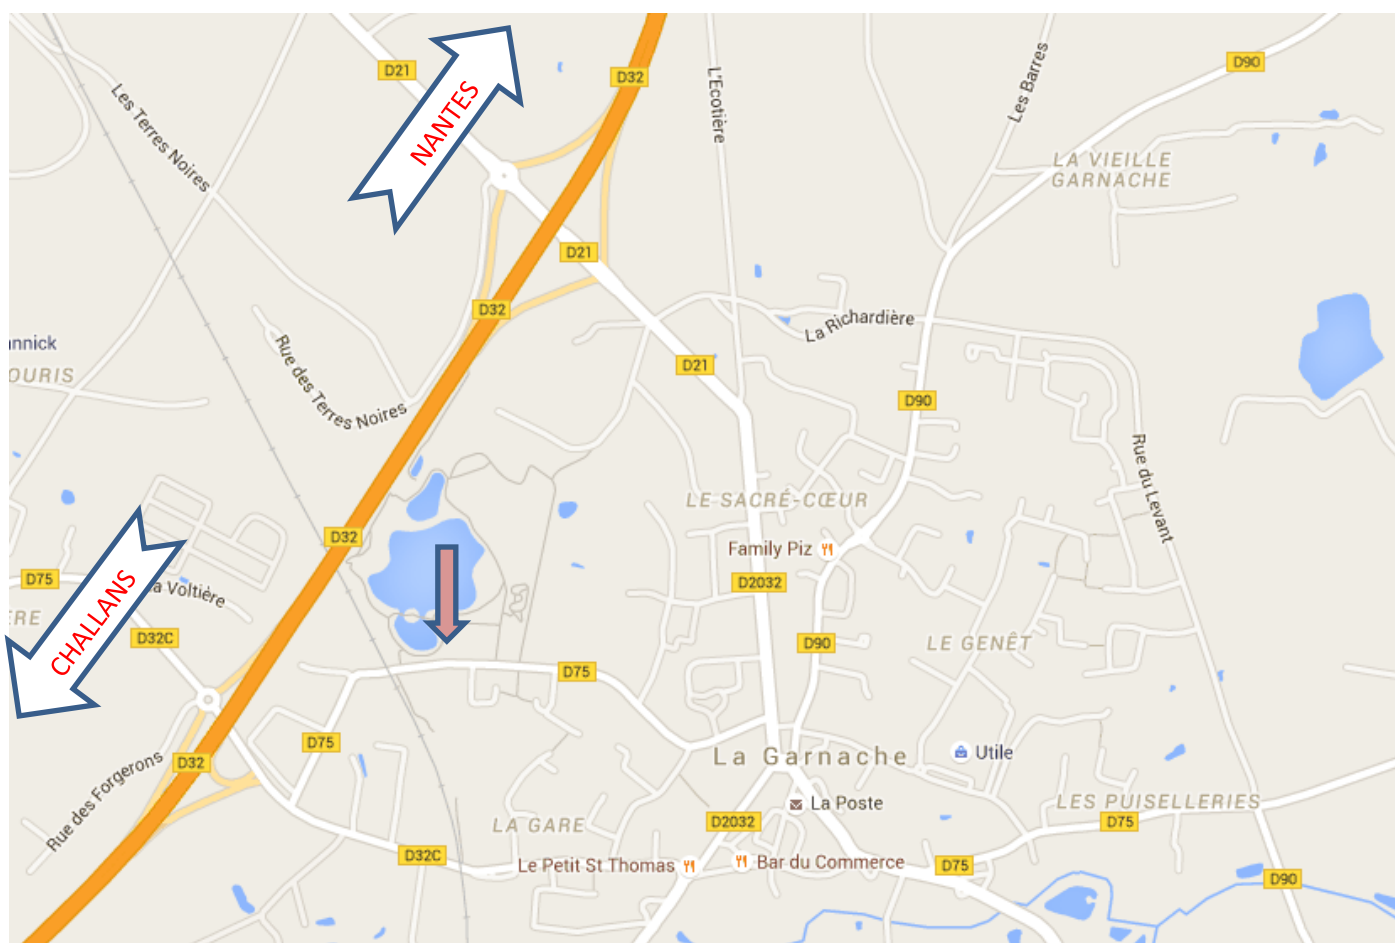 D21
NANTES
D32
L'Ecotière
Les Barres
D90
Les Terres Noires
LA VIEILLE
GARNACHE
D21
D32
La Richardière
annick
OURIS
Rue des Terres Noires
D21
D90
Rue du Levant
LE SACRÉ-CŒUR
D32
Family Piz
D75
a Voltière
D2032
ERE
CHALLANS
D32C
D90
LE GENÊT
D75
D75
La Garnache
Utile
D32
Rue des Forgerons
La Poste
LES PUISELLERIES
LA GARE
D2032
D75
D32C
Le Petit St Thomas
Bar du Commerce
D75
D90